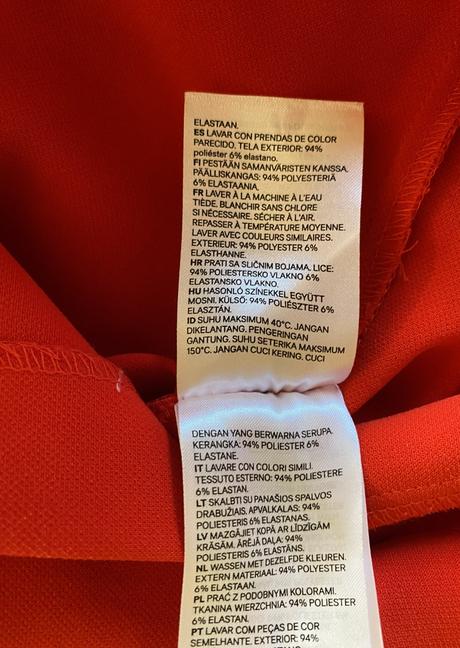 ELASTAAN.
ES LAVAR CON PRENDAS DE COLOR
PARECIDO. TELA EXTERIOR: 94%
poliéster 6% elastano.
FI PESTÄÄN SAMANVÄRISTEN KANSSA.
PÄÄLLISKANGAS: 94% POLYESTERIÄ
6% ELASTAANIA.
FR LAVER À LA MACHINE À L'EAU
TIÈDE. BLANCHIR SANS CHLORE
SI NÉCESSAIRE. SÉCHER À L'AIR.
REPASSER À TEMPÉRATURE MOYENNE.
LAVER AVEC COULEURS SIMILAIRES.
EXTERIEUR: 94% POLYESTER 6%
ELASTHANNE.
HR PRATI SA SLIČNIM BOJAMA. LICE:
94% POLIESTERSKO VLAKNO 6%
ELASTANSKO VLAKNO.
HU HASONLÓ SZÍNEKKEL EGYÜTT
MOSNI. KÜLSŐ: 94% POLIÉSZTER 6%
ELASZTÁN.
ID SUHU MAKSIMUM 40°C. JANGAN
DIKELANTANG. PENGERINGAN
GANTUNG. SUHU SETERIKA MAKSIMUM
150°C. JANGAN CUCI KERING. CUCI
DENGAN YANG BERWARNA SERUPA.
KERANGKA: 94% POLIESTER 6%
ELASTANE.
IT LAVARE CON COLORI SIMILI.
TESSUTO ESTERNO: 94% POLIESTERE
6% ELASTAN.
LT SKALBTI SU PANAŠIOS SPALVOS
DRABUŽIAIS. APVALKALAS: 94%
POLIESTERIS 6% ELASTANAS.
LV MAZGĀJIET KOPĀ AR LĪDZĪGĀM
KRĀSĀM. ĀRĒJĀ DAĻA: 94%
POLIESTERIS 6% ELASTĀNS.
NL WASSEN MET DEZELFDE KLEUREN.
EXTERN MATERIAAL: 94% POLYESTER
6% ELASTAAN.
PL PRAĆ Z PODOBNYMI KOLORAMI.
TKANINA WIERZCHNIA: 94% POLIESTER
6% ELASTAN.
PT LAVAR COM PEÇAS DE COR
SEMELHANTE. EXTERIOR: 94%